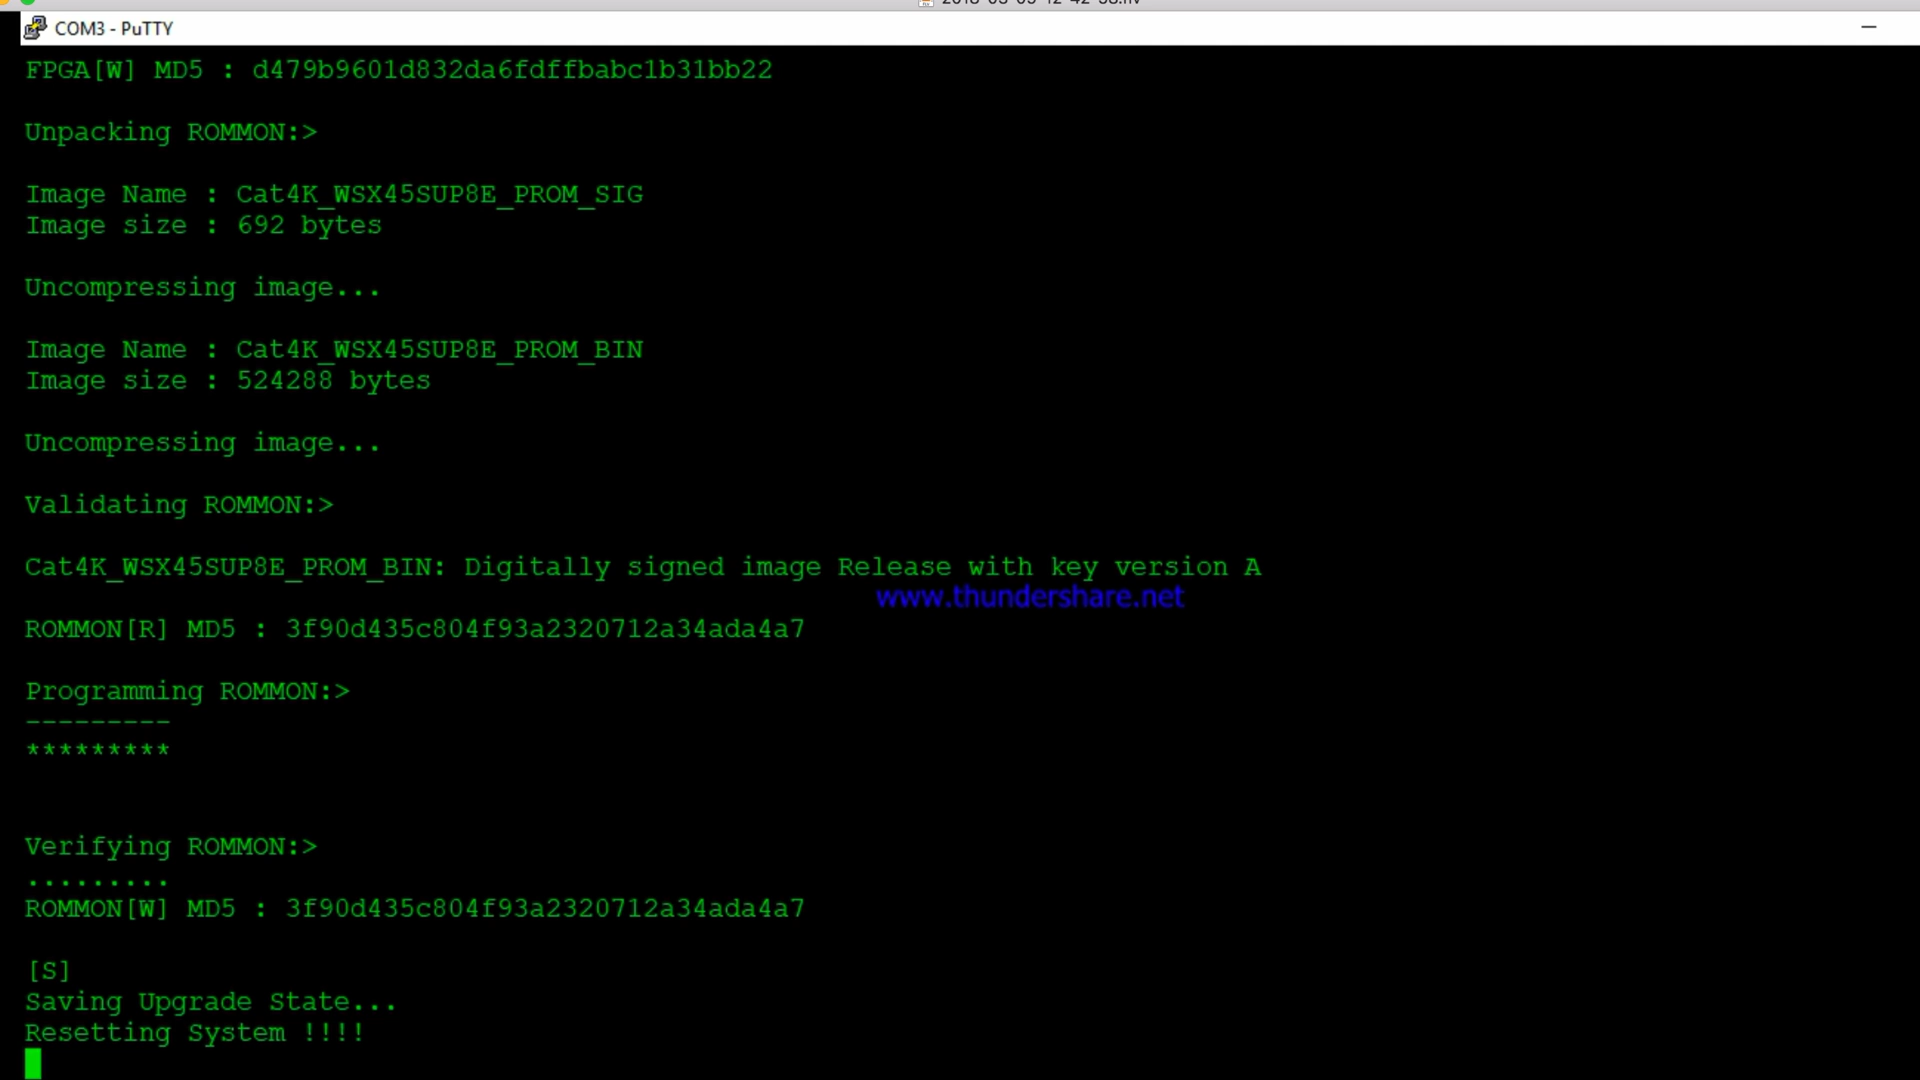 COM3 - PuTTY
FPGA[W] MD5 : d479b9601d832da6fdffbabc1b31bb22
Unpacking ROMMON:>
Image Name : Cat4K_WSX45SUP8E_PROM_SIG
Image size : 692 bytes
Uncompressing image...
Image Name : Cat4K_WSX45SUP8E_PROM_BIN
Image size : 524288 bytes
Uncompressing image...
Validating ROMMON:>
Cat4K_WSX45SUP8E_PROM_BIN: Digitally signed image Release with key version A
www.thundershare.net
ROMMON[R] MD5 : 3f90d435c804f93a2320712a34ada4a7
Programming ROMMON:>
---------
*********
Verifying ROMMON:>
.........
ROMMON[W] MD5 : 3f90d435c804f93a2320712a34ada4a7
[S]
Saving Upgrade State...
Resetting System !!!!